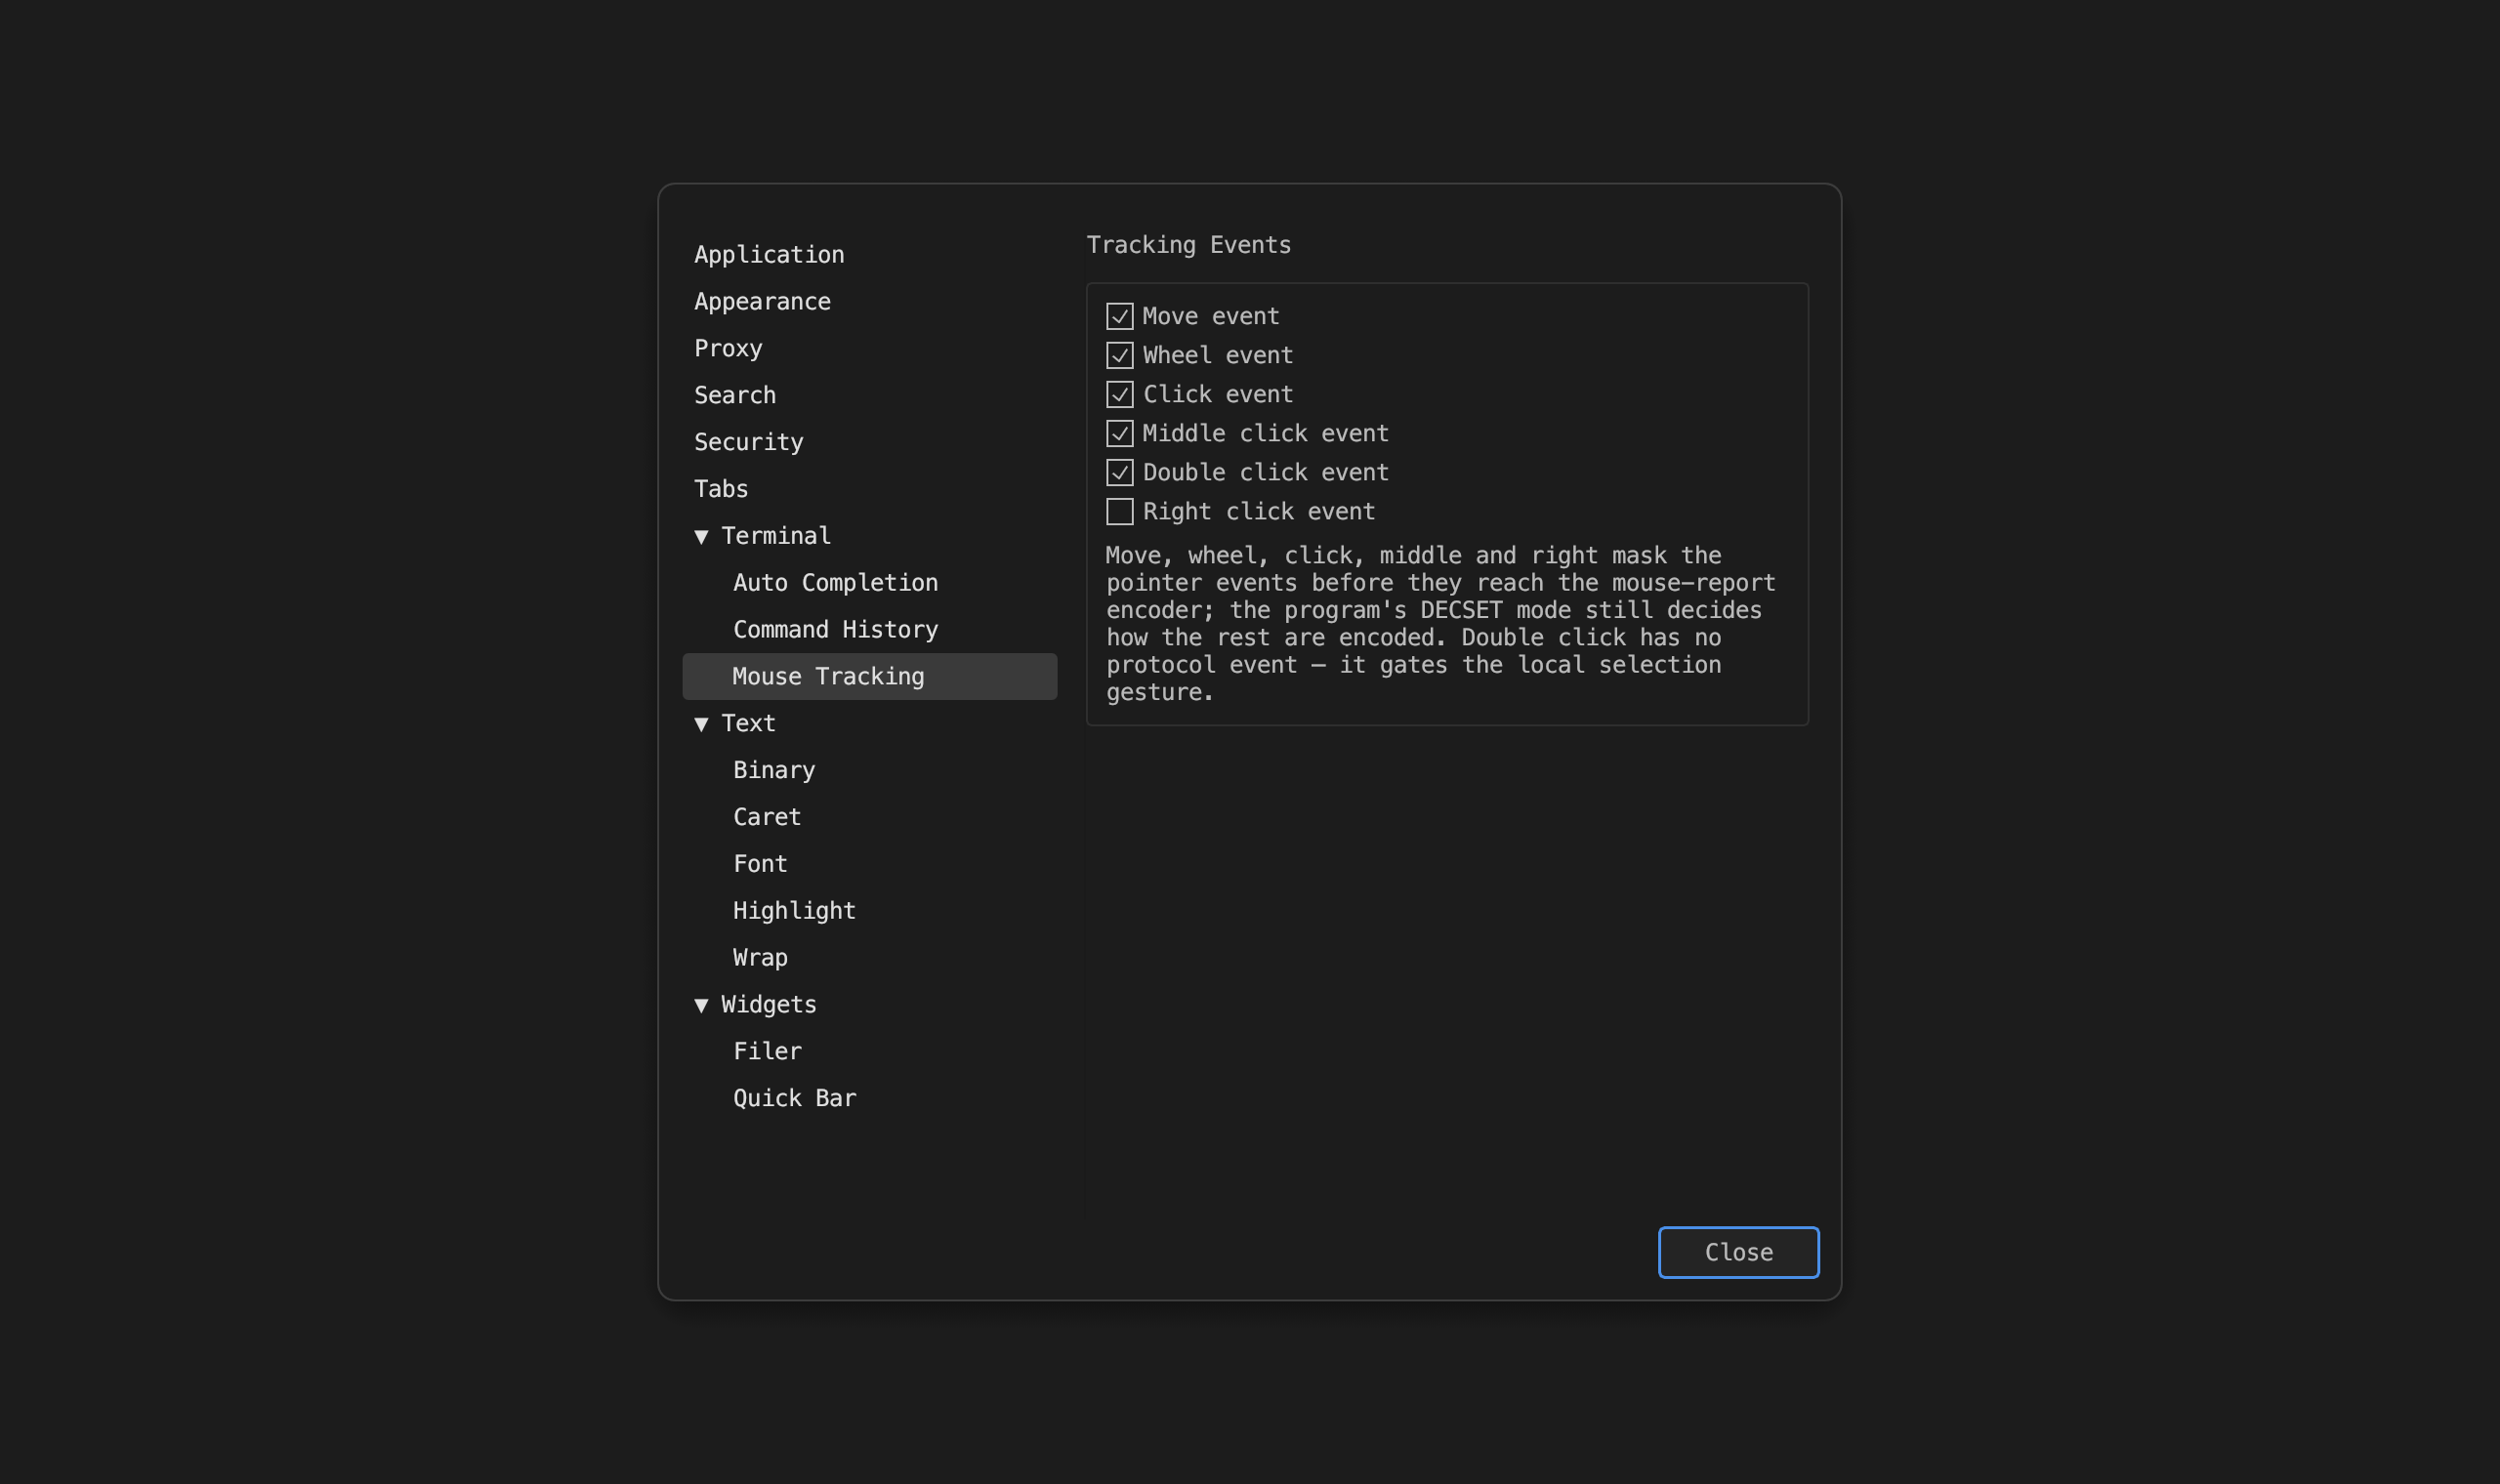 Application
Appearance
Proxy
Search
Security
Tabs
▼ Terminal
Auto Completion
Command History
Mouse Tracking
▼ Text
Binary
Caret
Font
Highlight
Wrap
▼ Widgets
Filer
Quick Bar
Tracking Events
Move event
Wheel event
Click event
Middle click event
Double click event
Right click event
Move, wheel, click, middle and right mask the
pointer events before they reach the mouse-report
encoder; the program's DECSET mode still decides
how the rest are encoded. Double click has no
protocol event — it gates the local selection
gesture.
Close